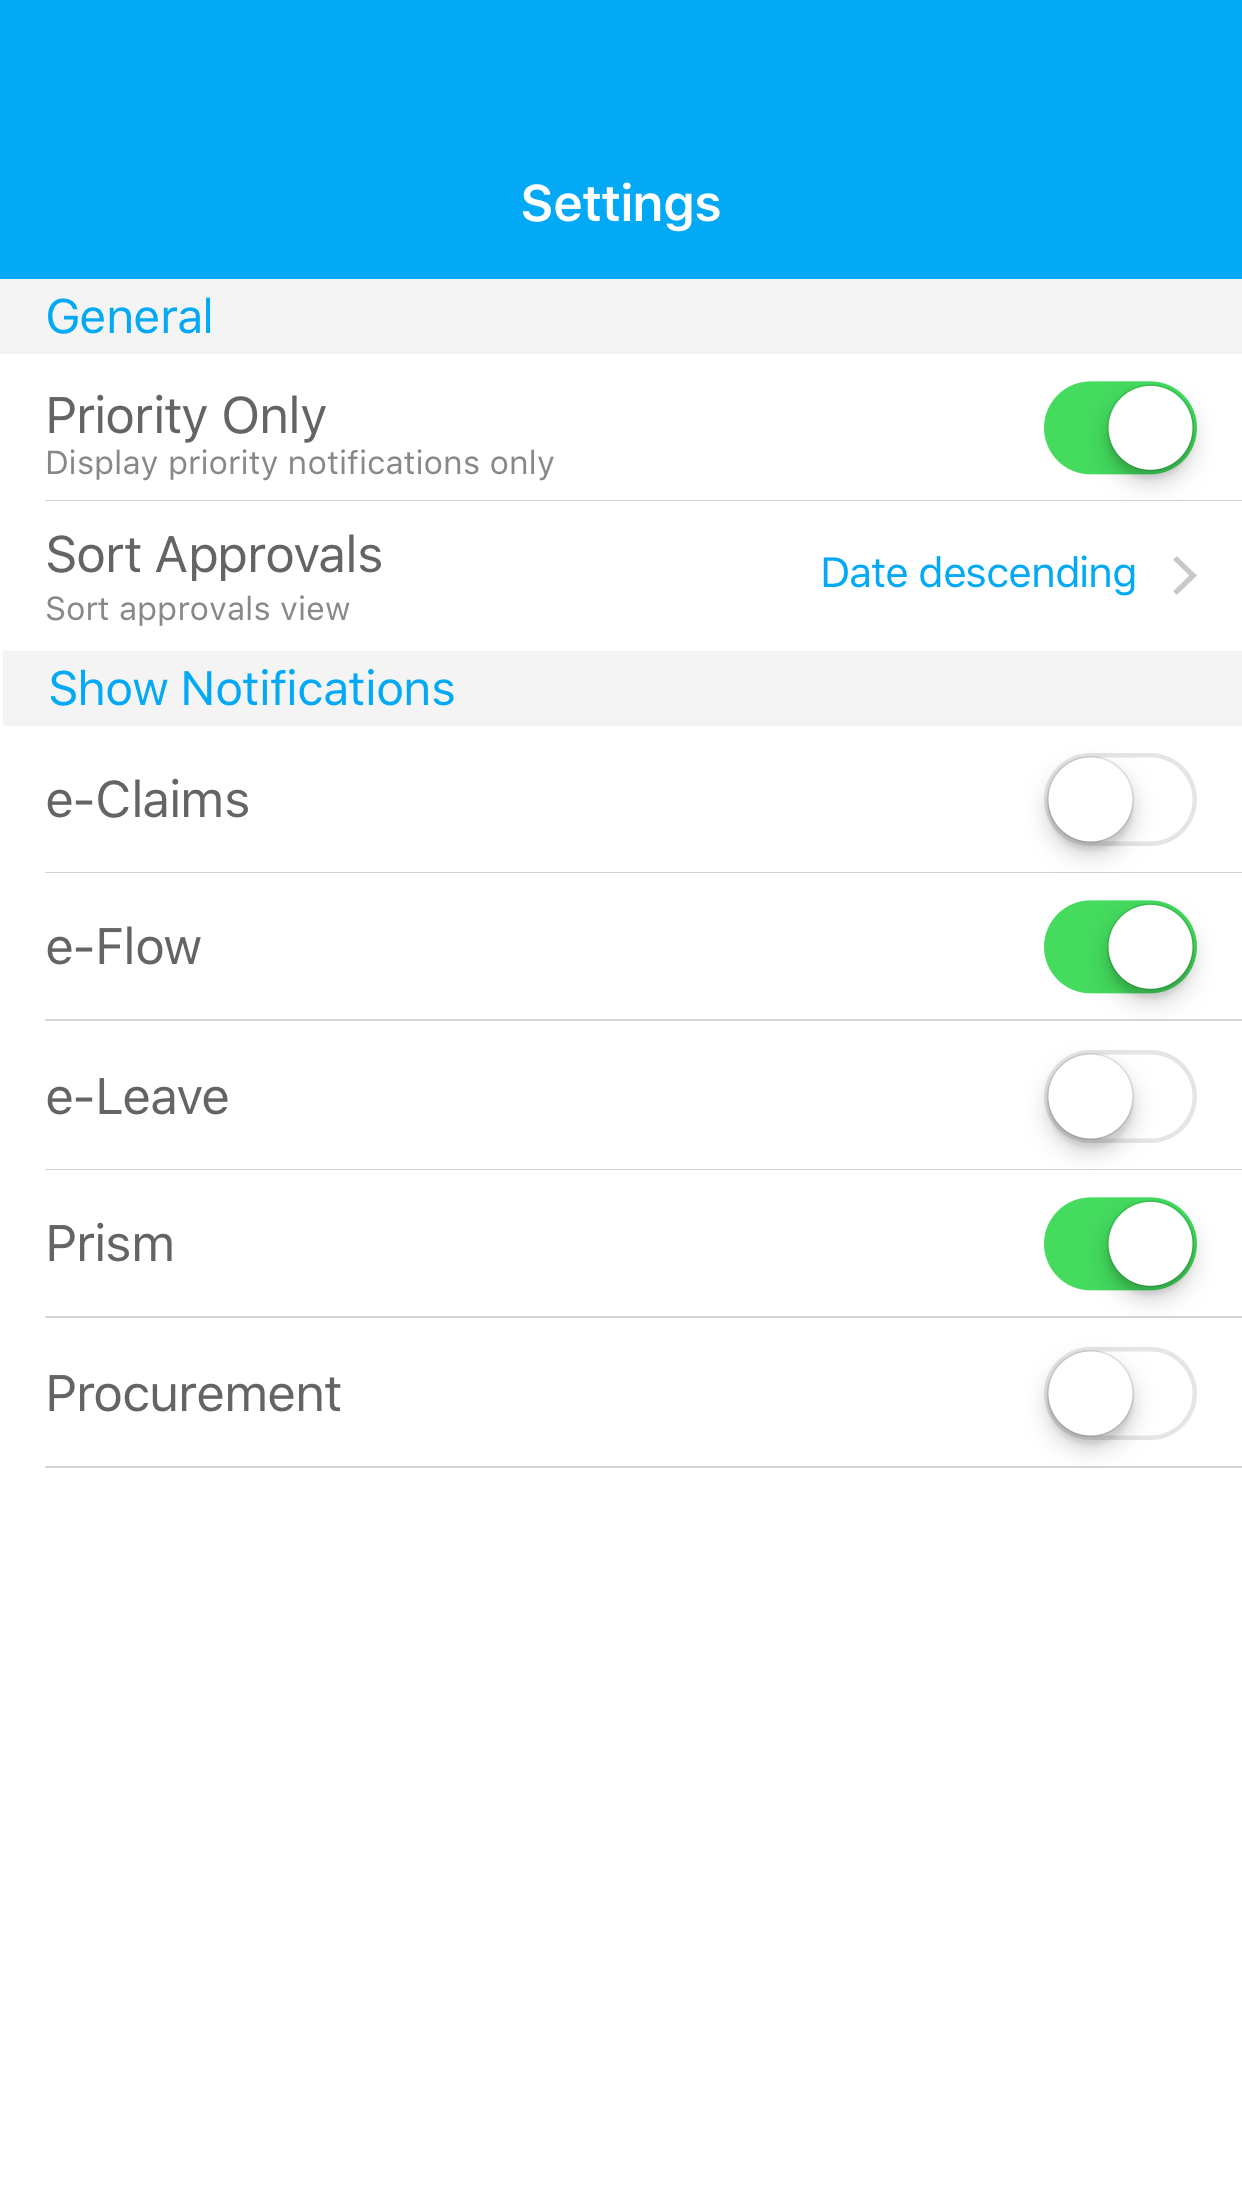 Settings
General
Priority Only
Display priority notifications only
Sort Approvals
Date descending
Sort approvals view
Show Notifications
e-Claims
e-Flow
e-Leave
Prism
Procurement